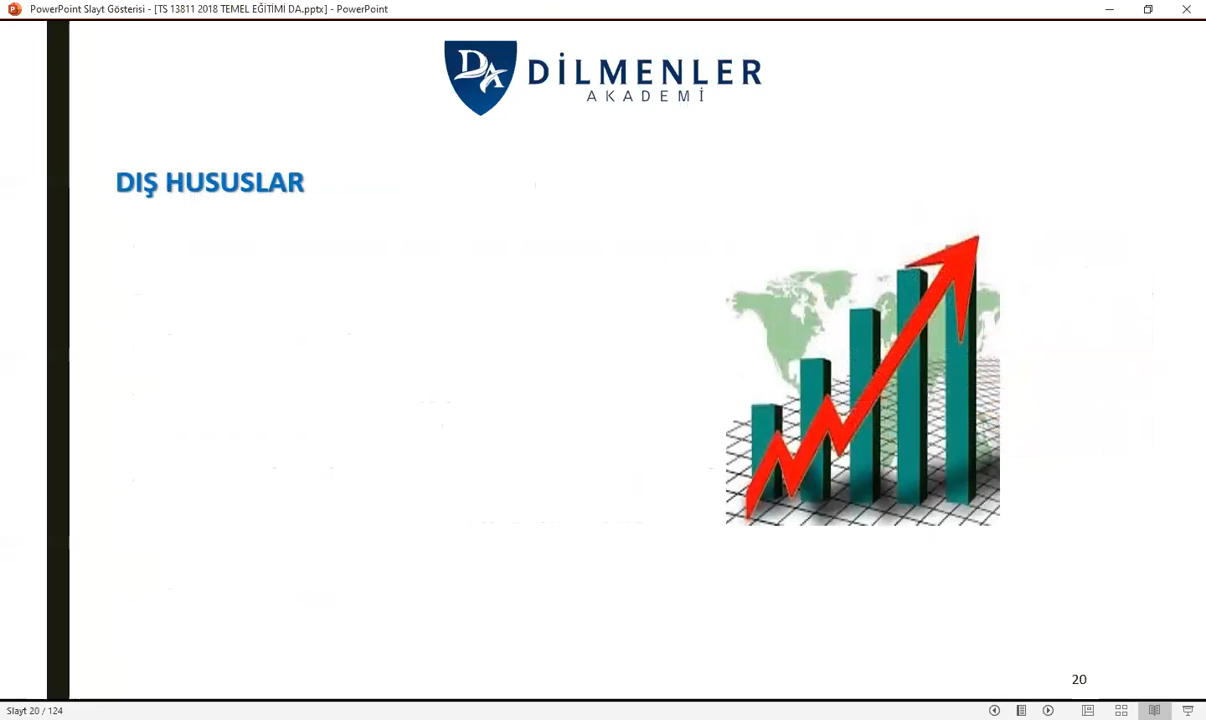 PowerPoint Slayt Gösterisi - [TS 13811 2018 TEMEL EĞİTİMİ DA.pptx] - PowerPoint
DA DİLMENLER
AKADEMİ
DIŞ HUSUSLAR
20
Slayt 20 / 124